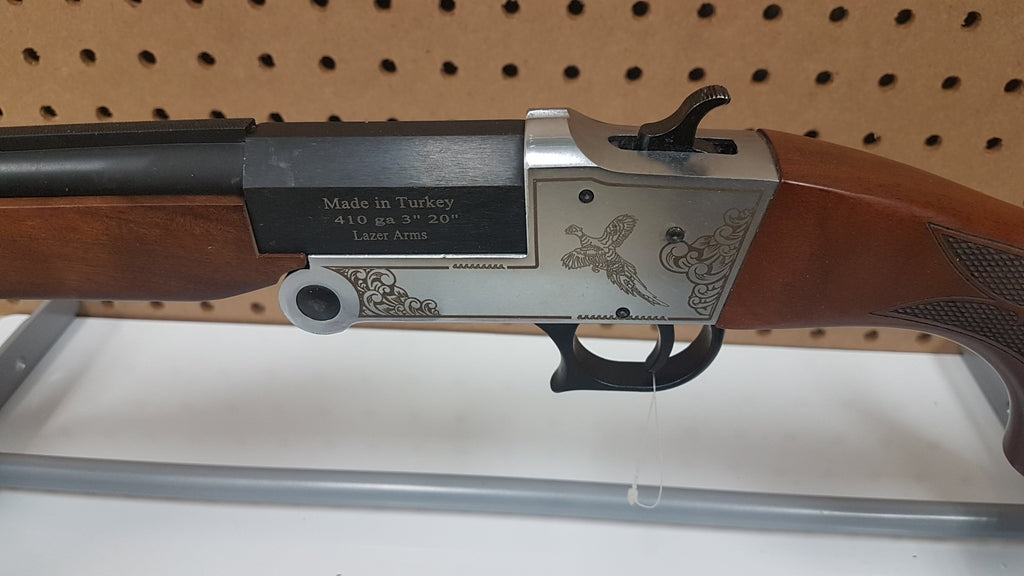 Made in Turkey
410 ga 3" 20"
Lazer Arms